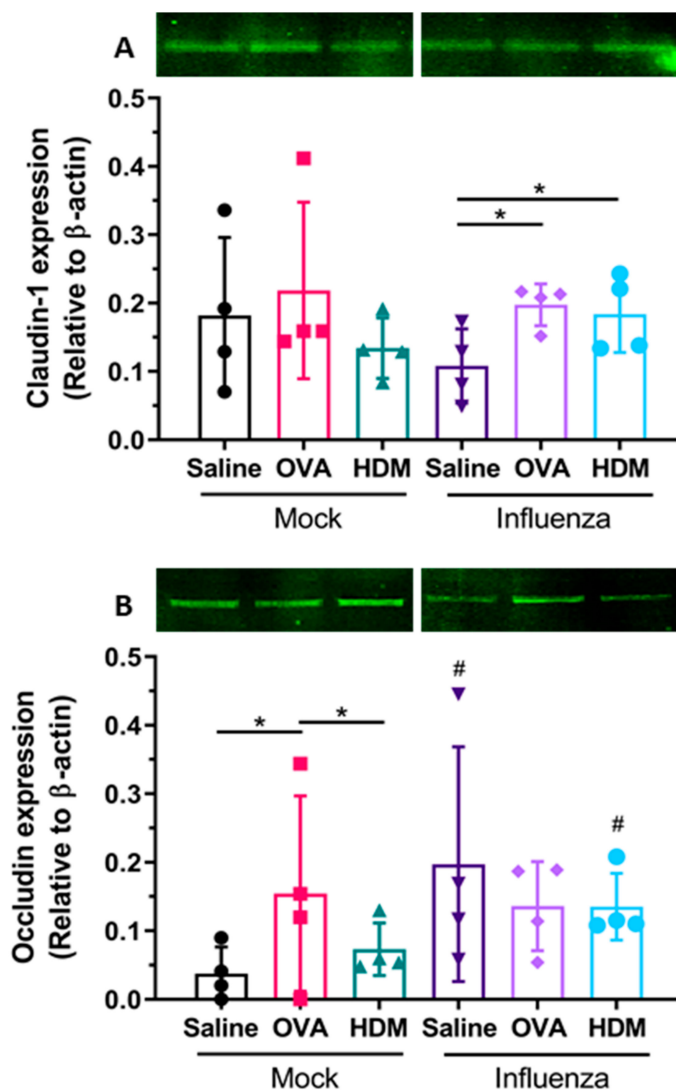 A
Claudin-1 expression
(Relative to β-actin)
0.5
0.4
0.3
0.2
0.1
0.0
*
*
Saline OVA HDM Saline OVA HDM
Mock Influenza
B
Occludin expression
(Relative to β-actin)
0.5
0.4
0.3
0.2
0.1
0.0
*
*
#
#
Saline OVA HDM Saline OVA HDM
Mock Influenza